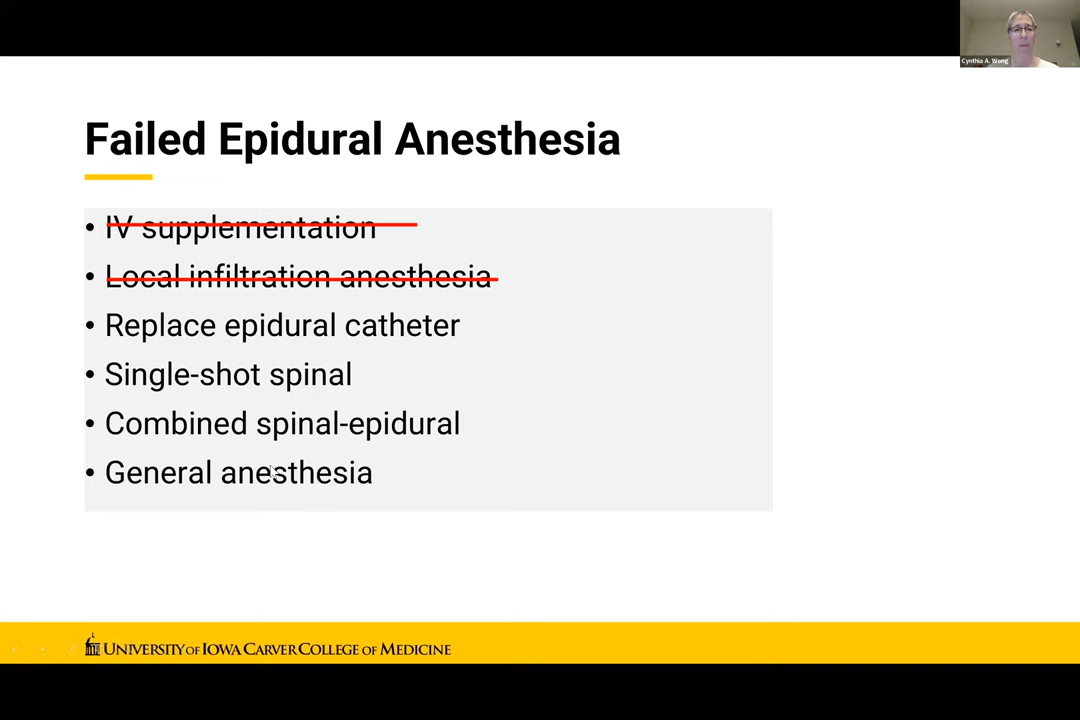 Cynthia A. Wong
Failed Epidural Anesthesia
• IV supplementation
• Local infiltration anesthesia
• Replace epidural catheter
• Single-shot spinal
• Combined spinal-epidural
• General anesthesia
UNIVERSITY OF IOWA CARVER COLLEGE OF MEDICINE